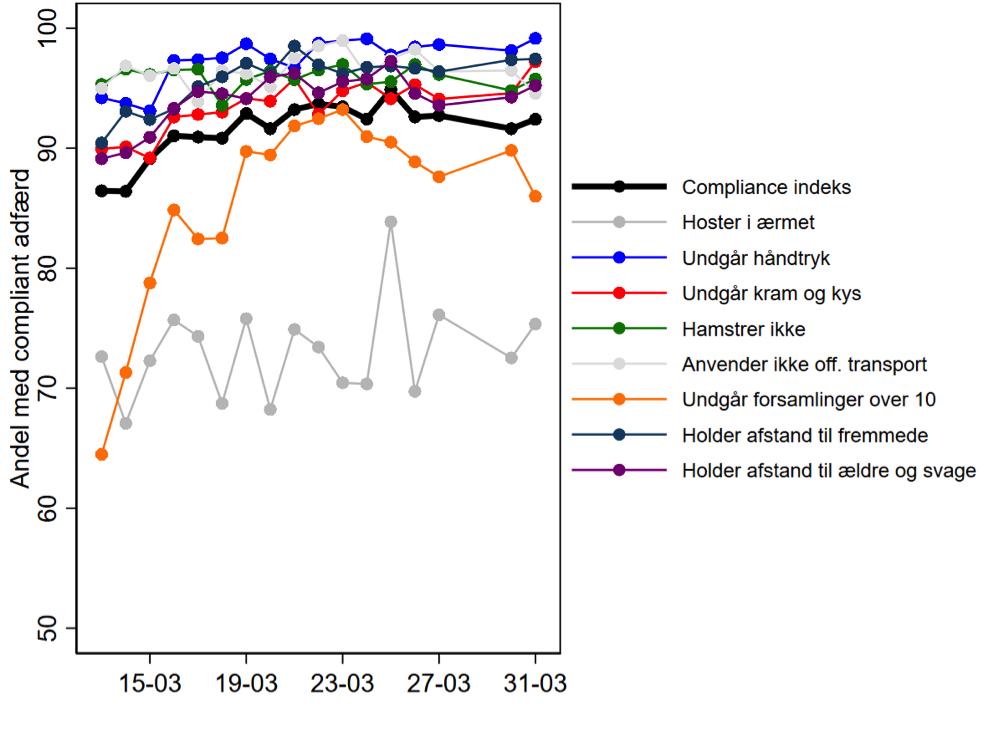 Andel med compliant adfærd
100
90
80
70
60
50
15-03
19-03
23-03
27-03
31-03
Compliance indeks
Hoster i ærmet
Undgår håndtryk
Undgår kram og kys
Hamstrer ikke
Anvender ikke off. transport
Undgår forsamlinger over 10
Holder afstand til fremmede
Holder afstand til ældre og svage